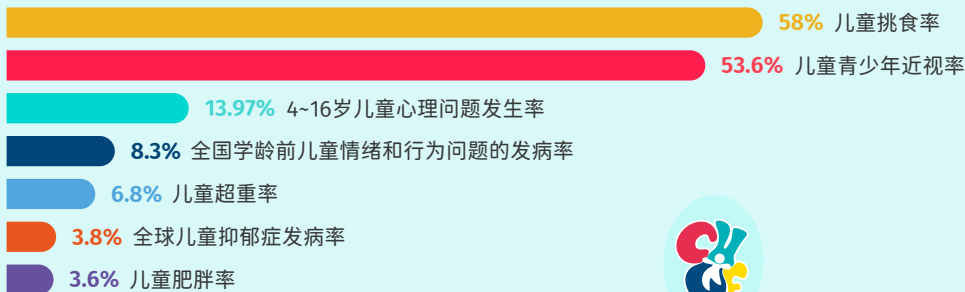 58% 儿童挑食率
53.6% 儿童青少年近视率
13.97% 4~16岁儿童心理问题发生率
8.3% 全国学龄前儿童情绪和行为问题的发病率
6.8% 儿童超重率
3.8% 全球儿童抑郁症发病率
3.6% 儿童肥胖率